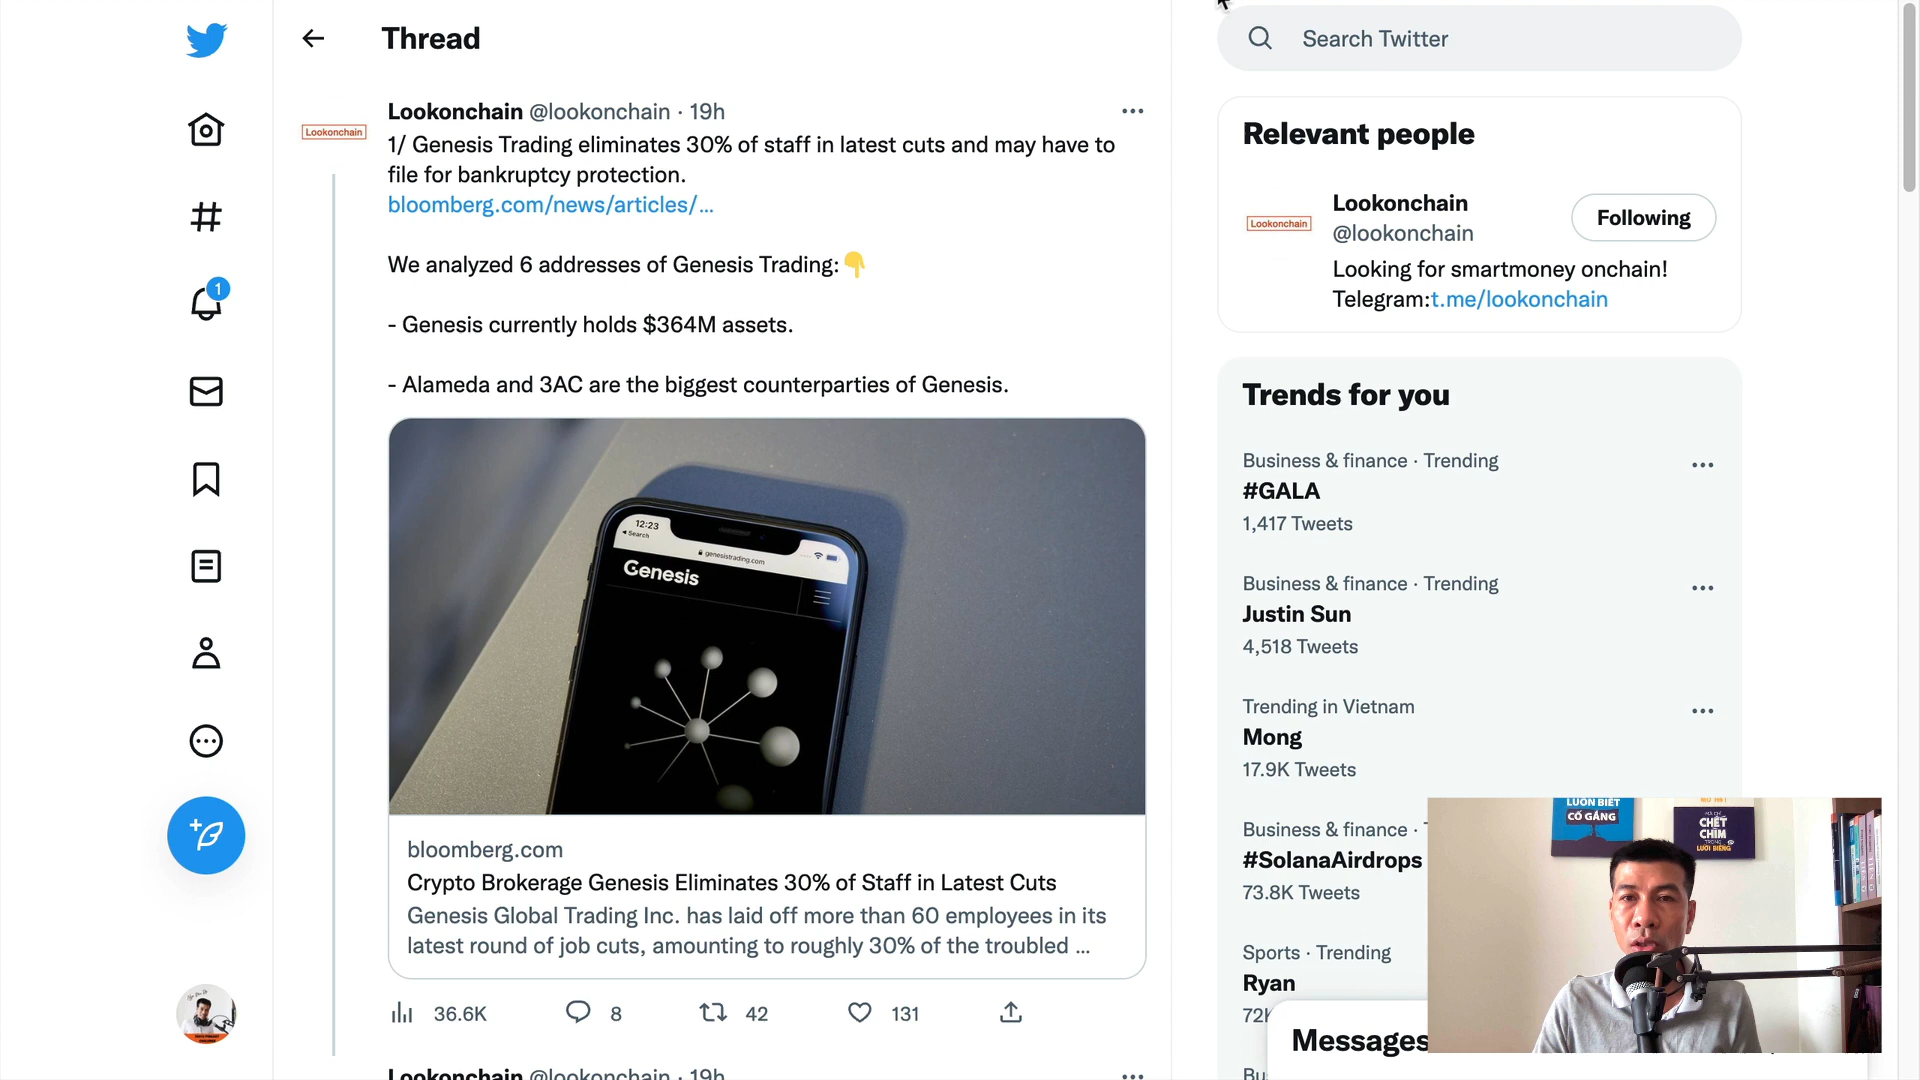 Thread
Search Twitter
Lookonchain
Lookonchain @lookonchain · 19h
1/ Genesis Trading eliminates 30% of staff in latest cuts and may have to
file for bankruptcy protection.
bloomberg.com/news/articles/…
We analyzed 6 addresses of Genesis Trading:👇
- Genesis currently holds $364M assets.
- Alameda and 3AC are the biggest counterparties of Genesis.
12:23
Search
genesistrading.com
Genesis
bloomberg.com
Crypto Brokerage Genesis Eliminates 30% of Staff in Latest Cuts
Genesis Global Trading Inc. has laid off more than 60 employees in its
latest round of job cuts, amounting to roughly 30% of the troubled ...
36.6K
8
42
131
Lookonchain @lookonchain · 19h
1
Relevant people
Lookonchain
Lookonchain
@lookonchain
Following
Looking for smartmoney onchain!
Telegram:t.me/lookonchain
Trends for you
Business & finance · Trending
#GALA
1,417 Tweets
Business & finance · Trending
Justin Sun
4,518 Tweets
Trending in Vietnam
Mong
17.9K Tweets
Business & finance ·
#SolanaAirdrops
73.8K Tweets
Sports · Trending
Ryan
72K
Messages
Bu
LUÔN BIẾT
CỐ GẮNG
CHẾT
CHÌM
TRONG
LƯỜI BIẾNG